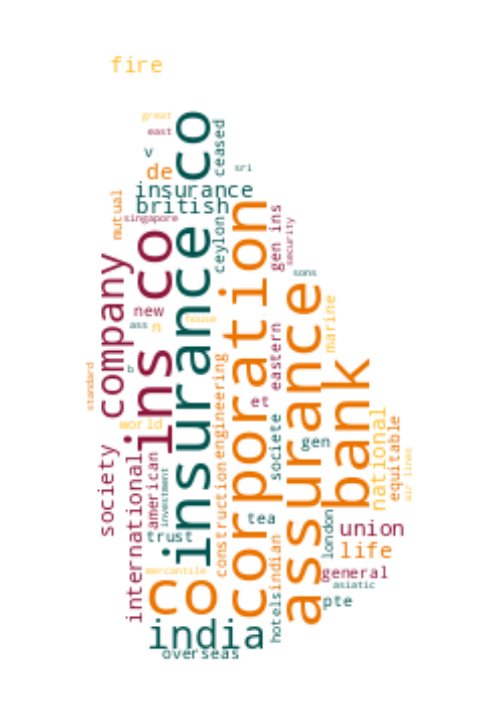 fire
great
east
co
ceased
v
sri
de
insurance
british
mutual
singapore
gen ins
security
ceylon
corporation
ins co
insurance co
company
sons
assurance
marine
new
ass
n
house
eastern
b
bank
standard
engineering
et
world
national
equitable
societe
gen
society
american
international
investment
air lines
construction
tea
london
union
trust
life
indian
mercantile
general
asiatic
co
hotels
pte
india
overseas